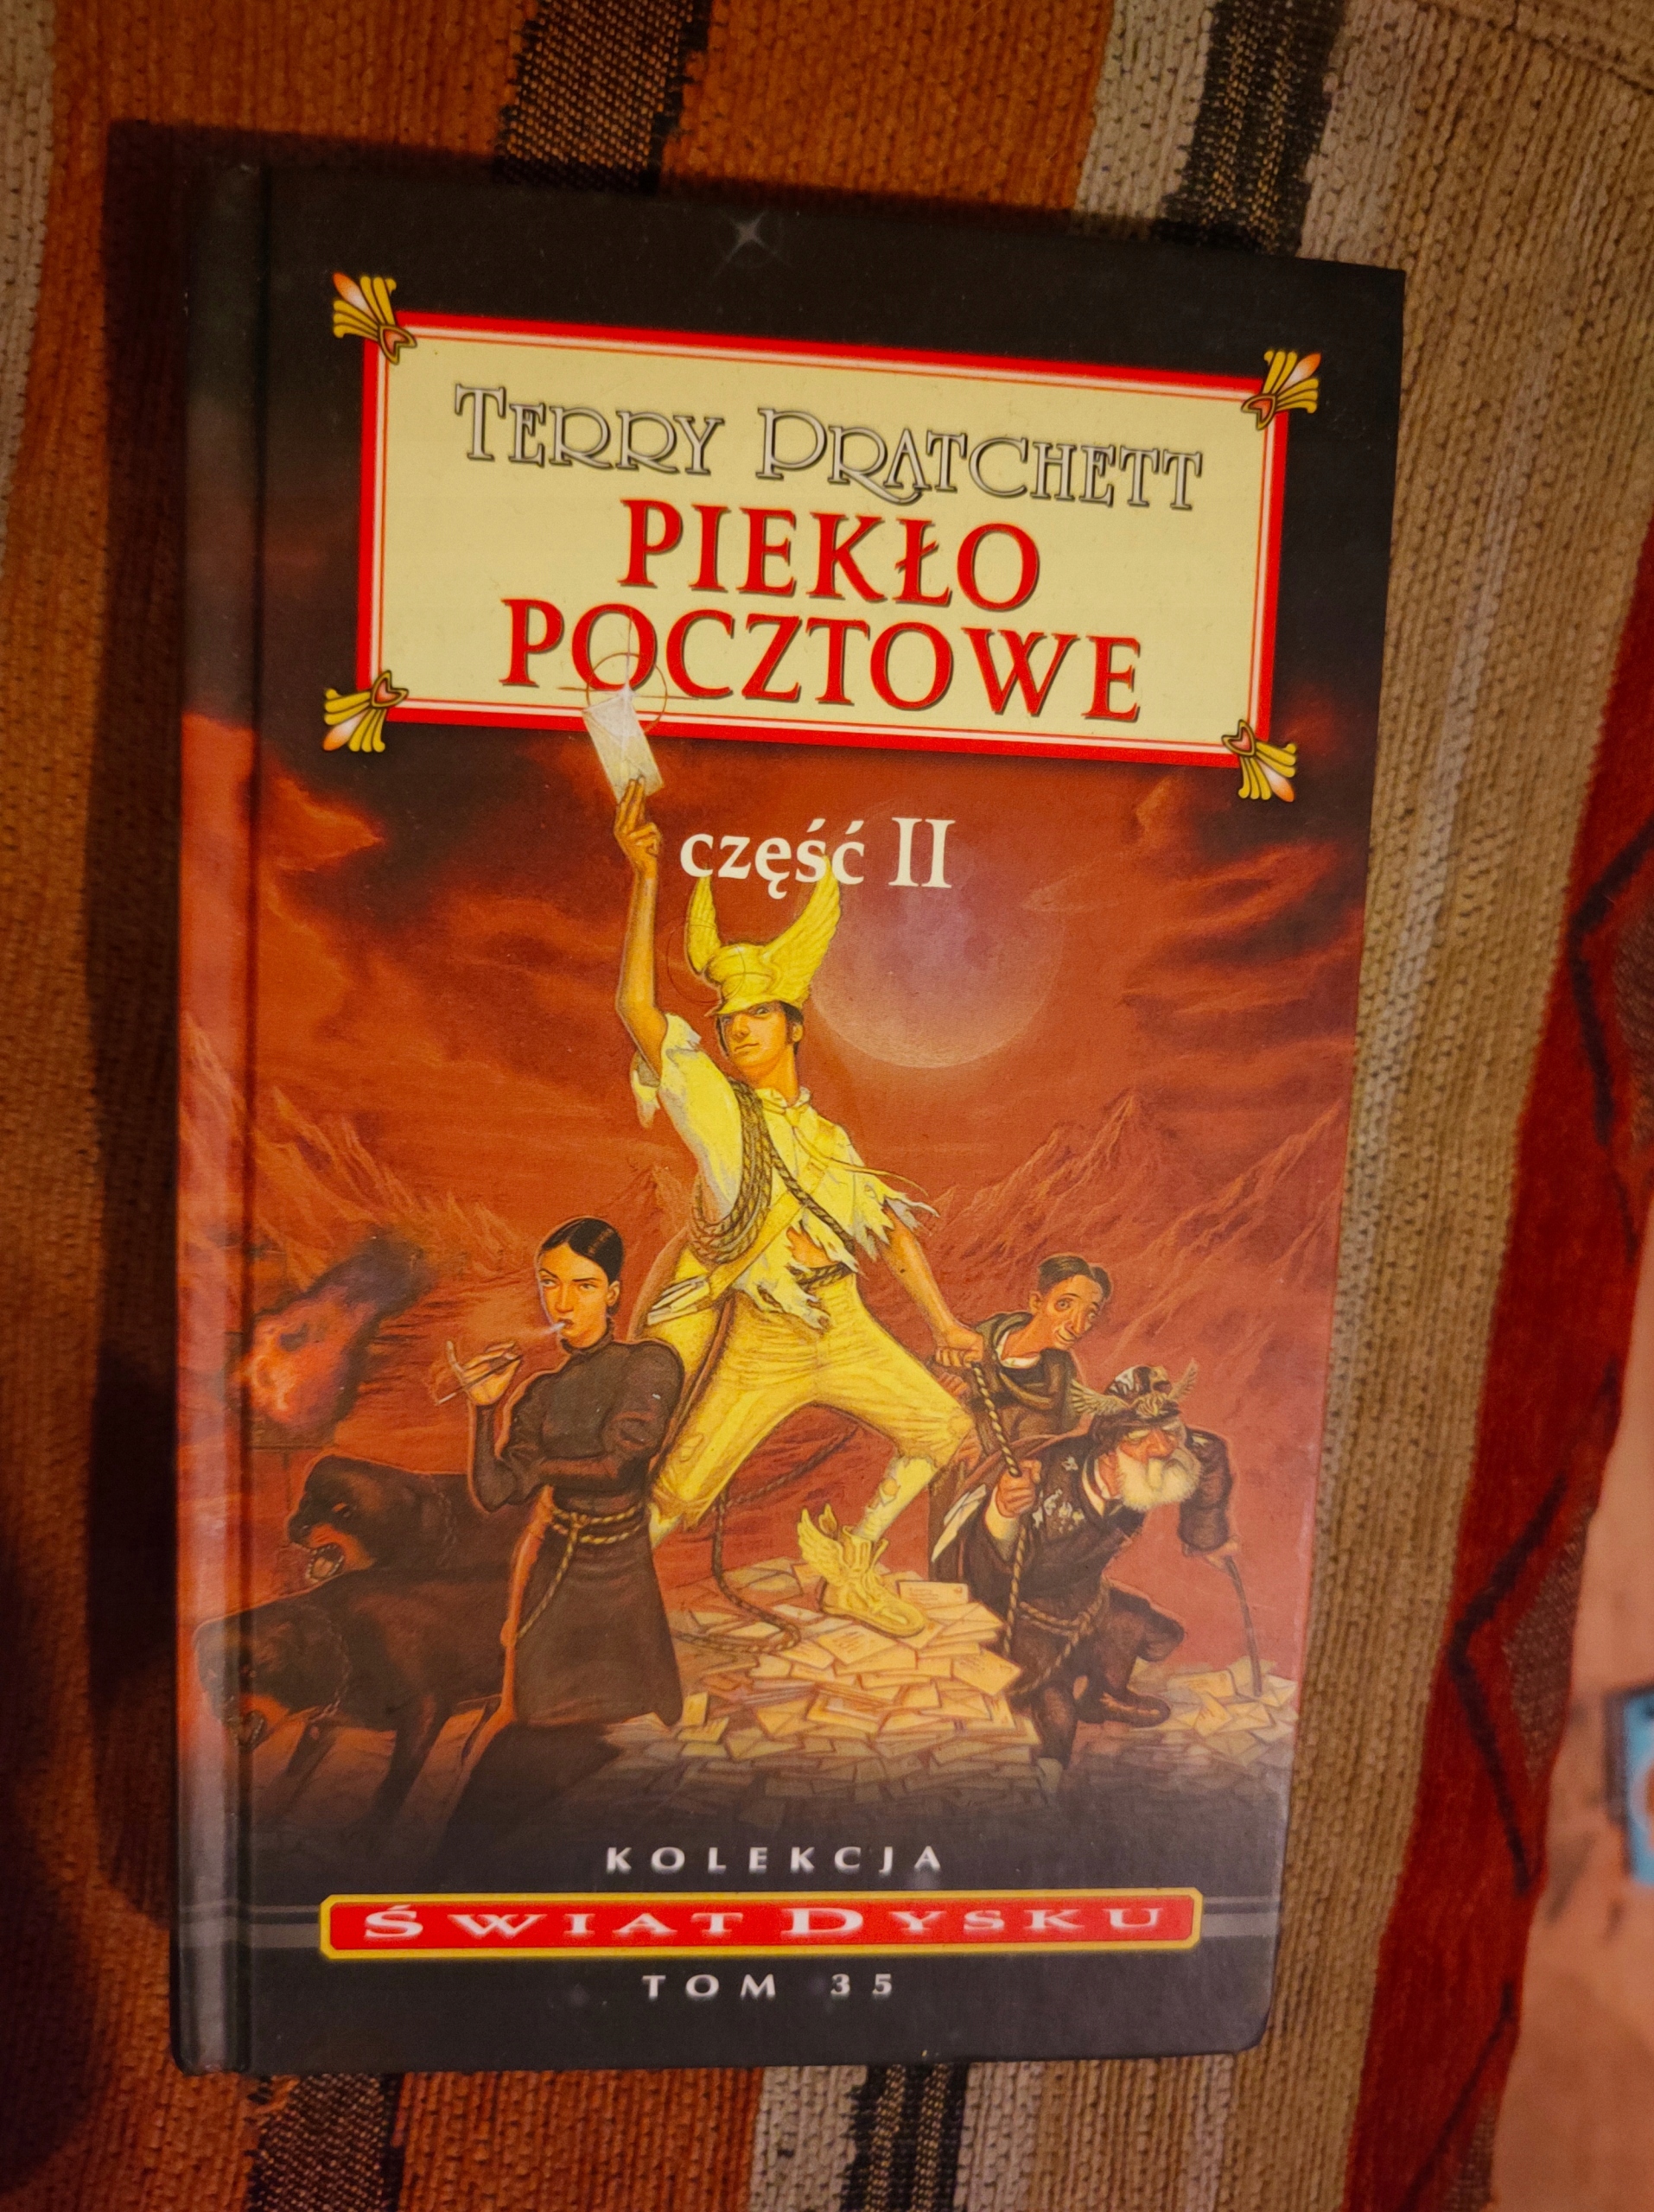 TERRY PRATCHETT
PIEKŁO
POCZTOWE
część II
KOLEKCJA
ŚWIAT DYSKU
TOM 35